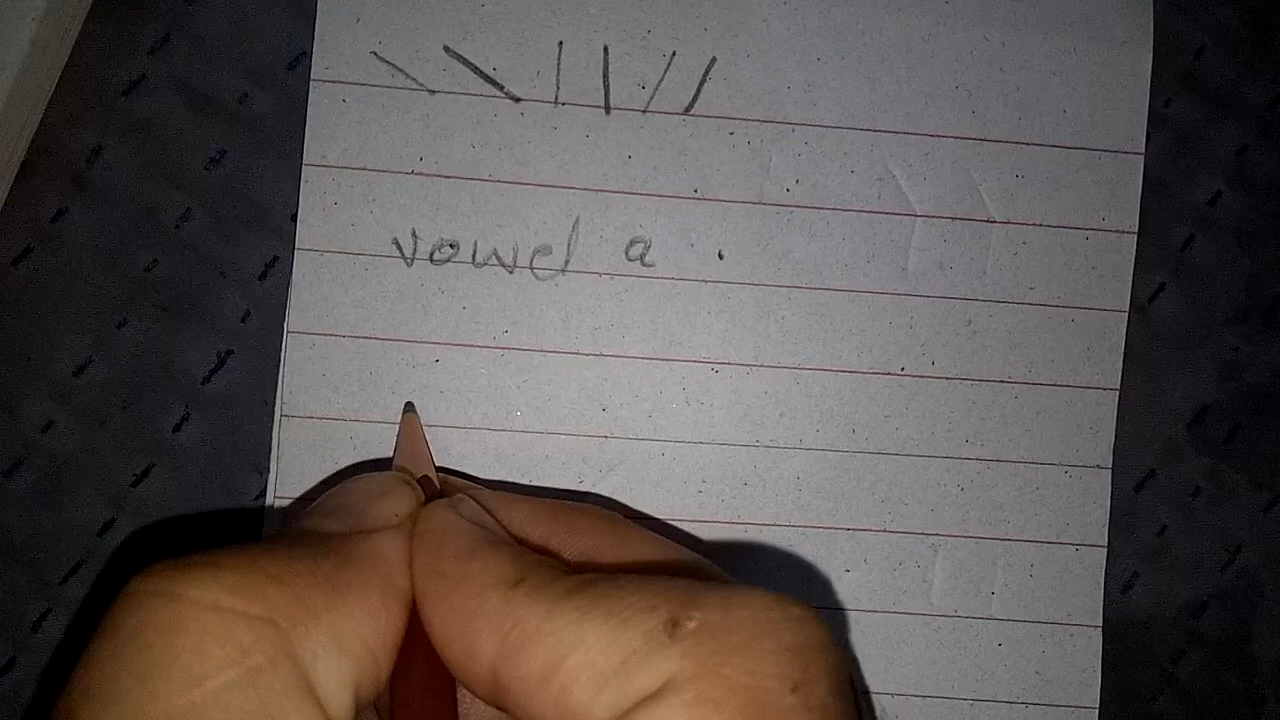 \ \ | | / /
vowel a .